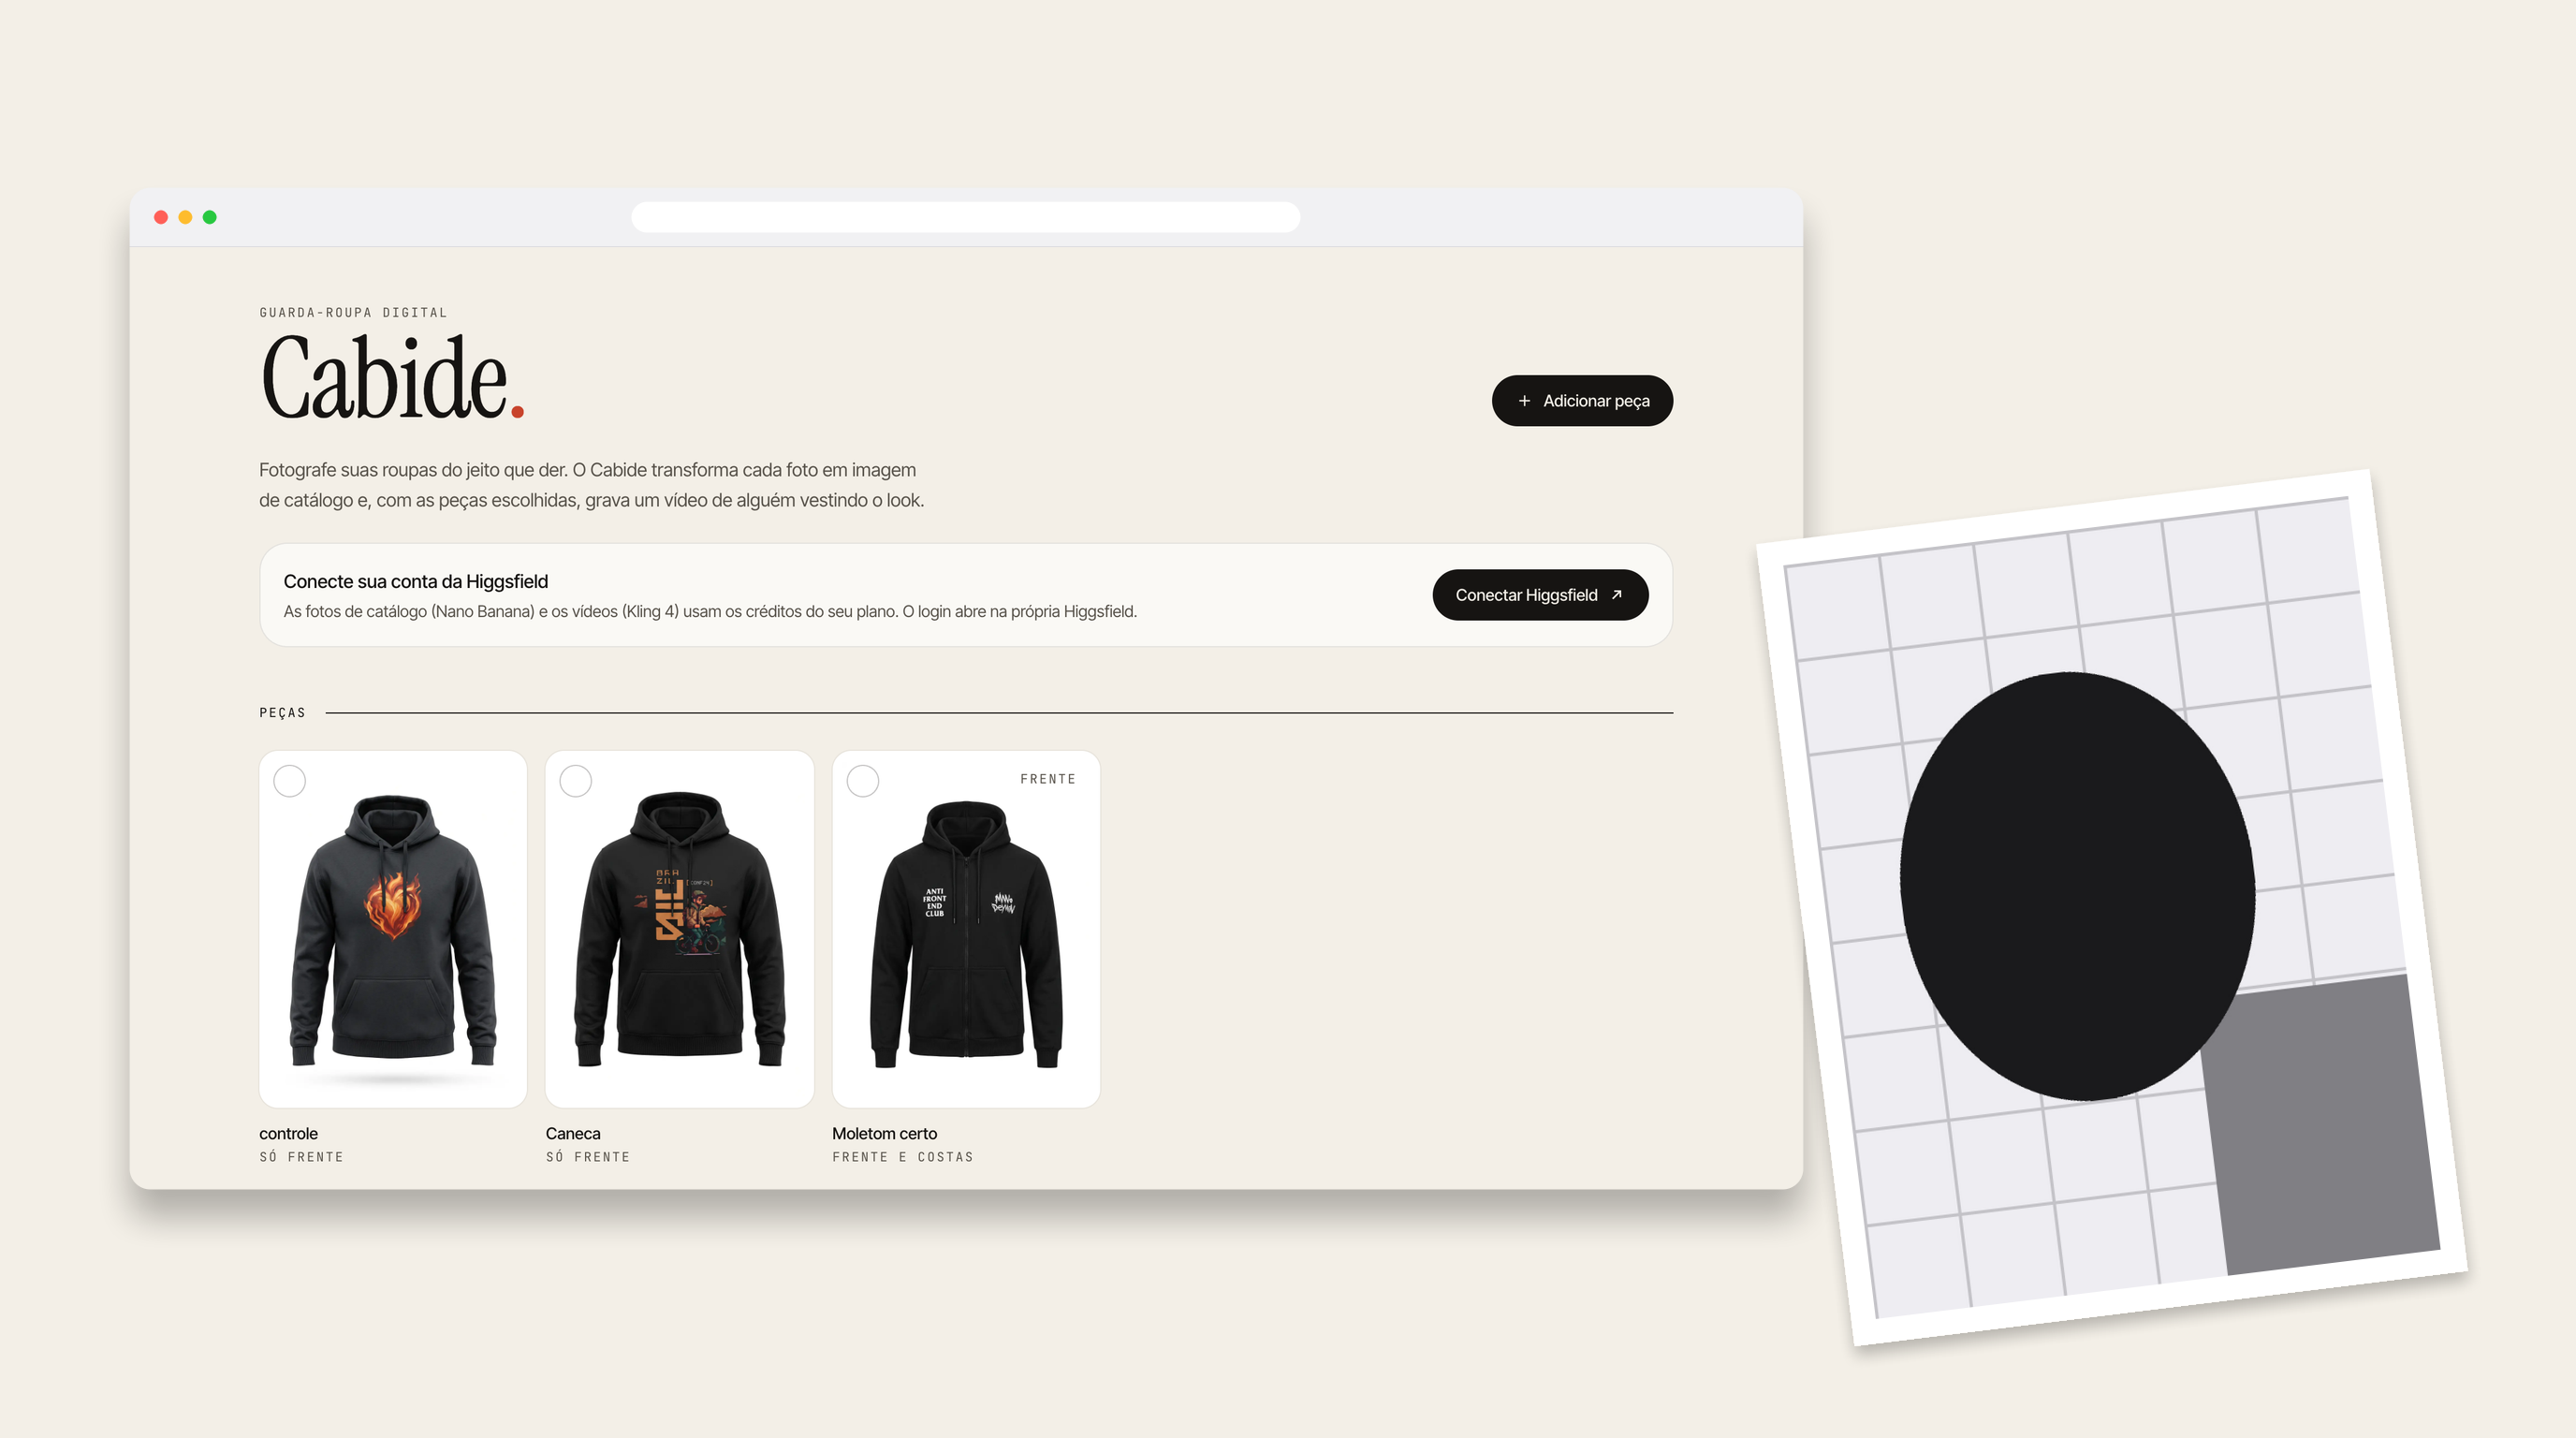 GUARDA-ROUPA DIGITAL
Cabide.
+ Adicionar peça
Fotografe suas roupas do jeito que der. O Cabide transforma cada foto em imagem
de catálogo e, com as peças escolhidas, grava um vídeo de alguém vestindo o look.
Conecte sua conta da Higgsfield
As fotos de catálogo (Nano Banana) e os vídeos (Kling 4) usam os créditos do seu plano. O login abre na própria Higgsfield.
Conectar Higgsfield
PEÇAS
BRA
ZIL
FRENTE
ANTI
FRONT
END
CLUB
controle
SÓ FRENTE
Caneca
SÓ FRENTE
Moletom certo
FRENTE E COSTAS